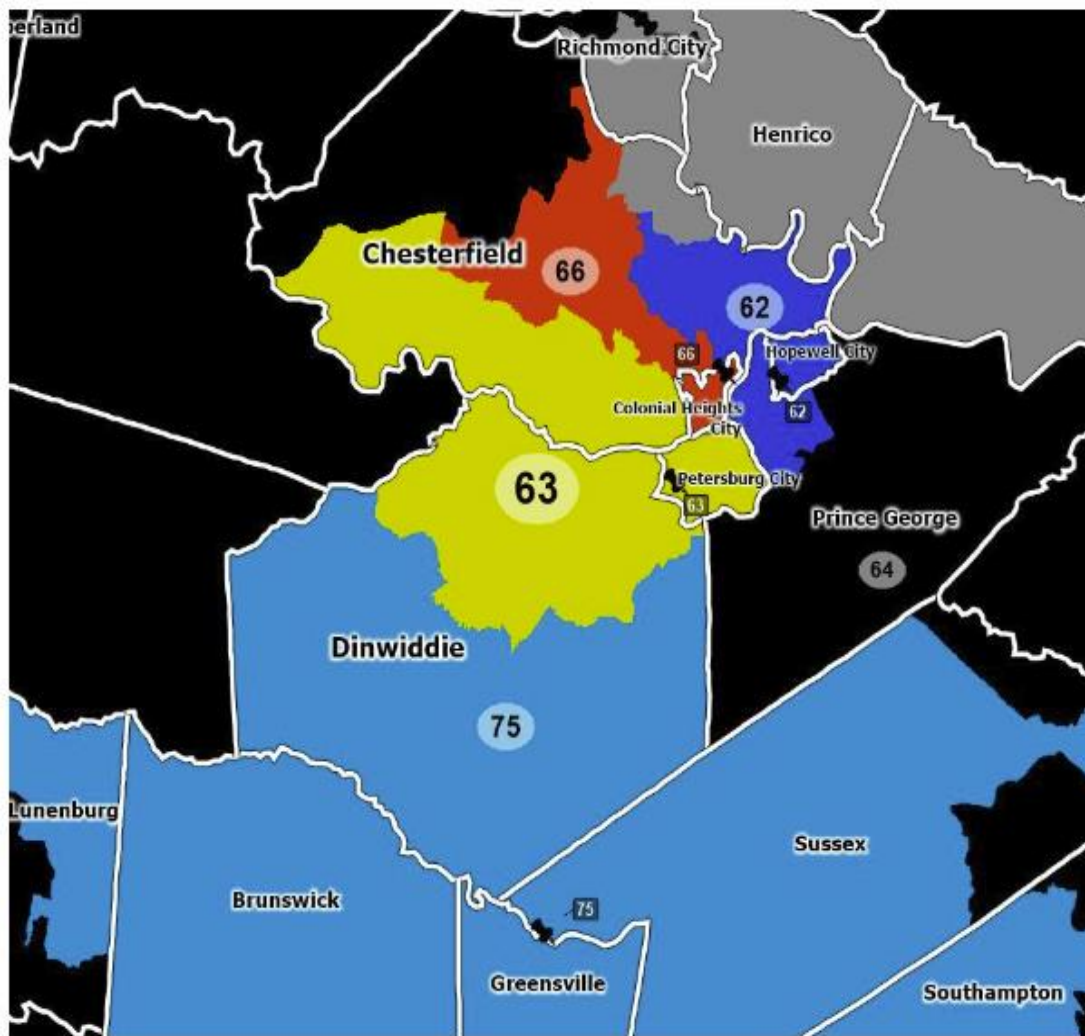 berland
Richmond City
Henrico
Chesterfield
66
62
66
Hopewell City
Colonial Heights
City
62
63
Petersburg City
63
Prince George
64
Dinwiddie
75
Lunenburg
Brunswick
Sussex
75
Greensville
Southampton